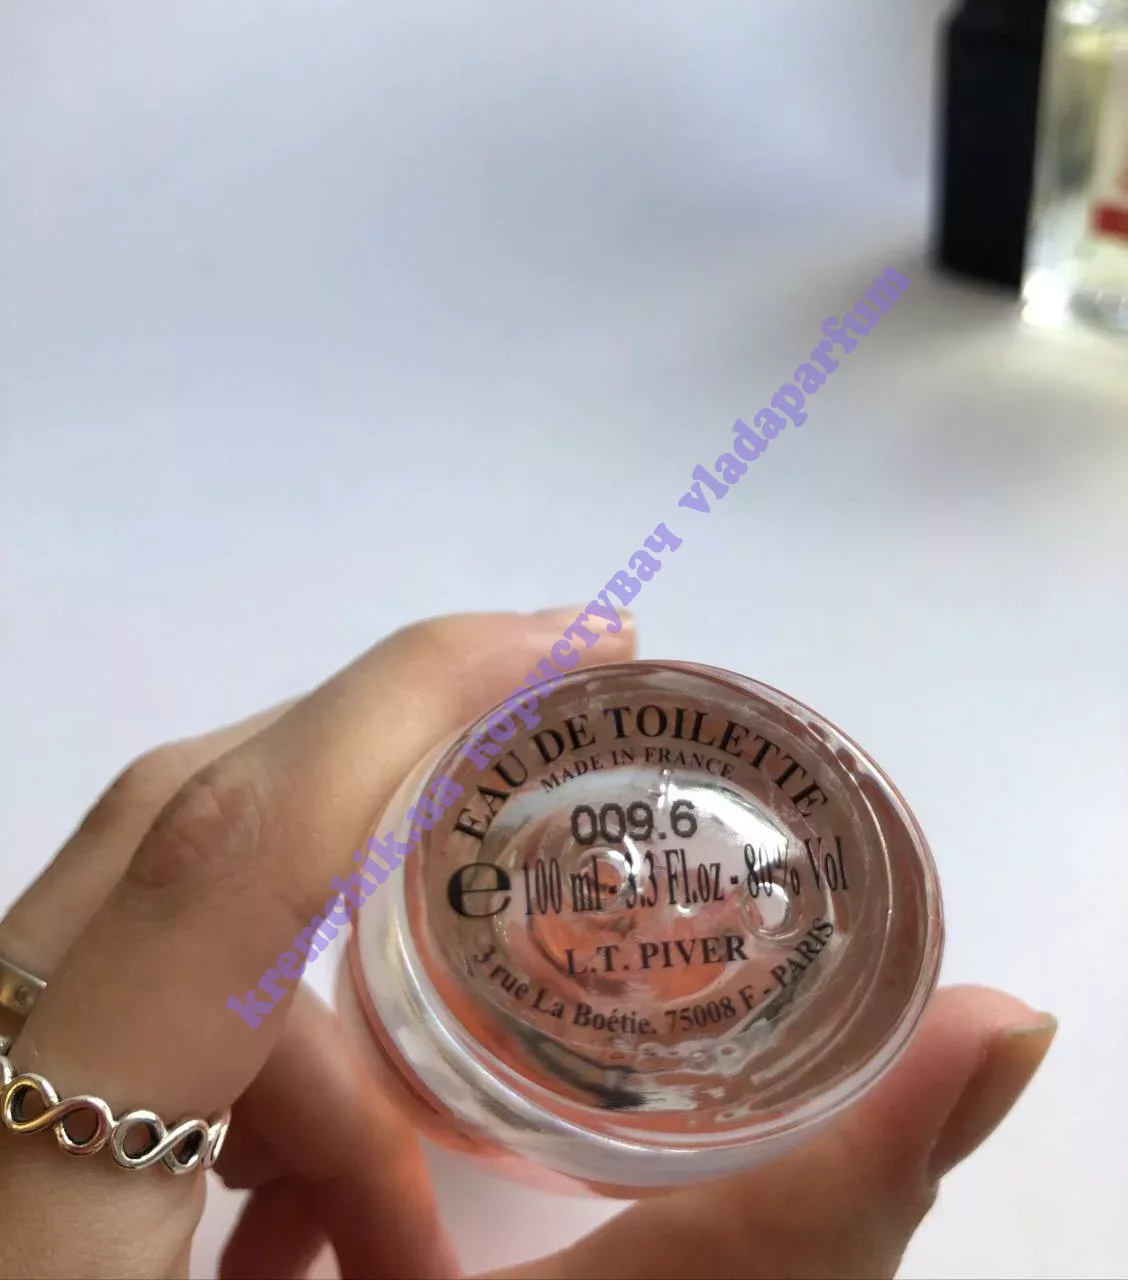 EAU DE TOILETTE
MADE IN FRANCE
009.6
e 100 ml - 3.3 Fl.oz - 80% Vol
L.T. PIVER
3, rue La Boétie. 75008 F - PARIS
kremchik.ua користувач vladaparfum